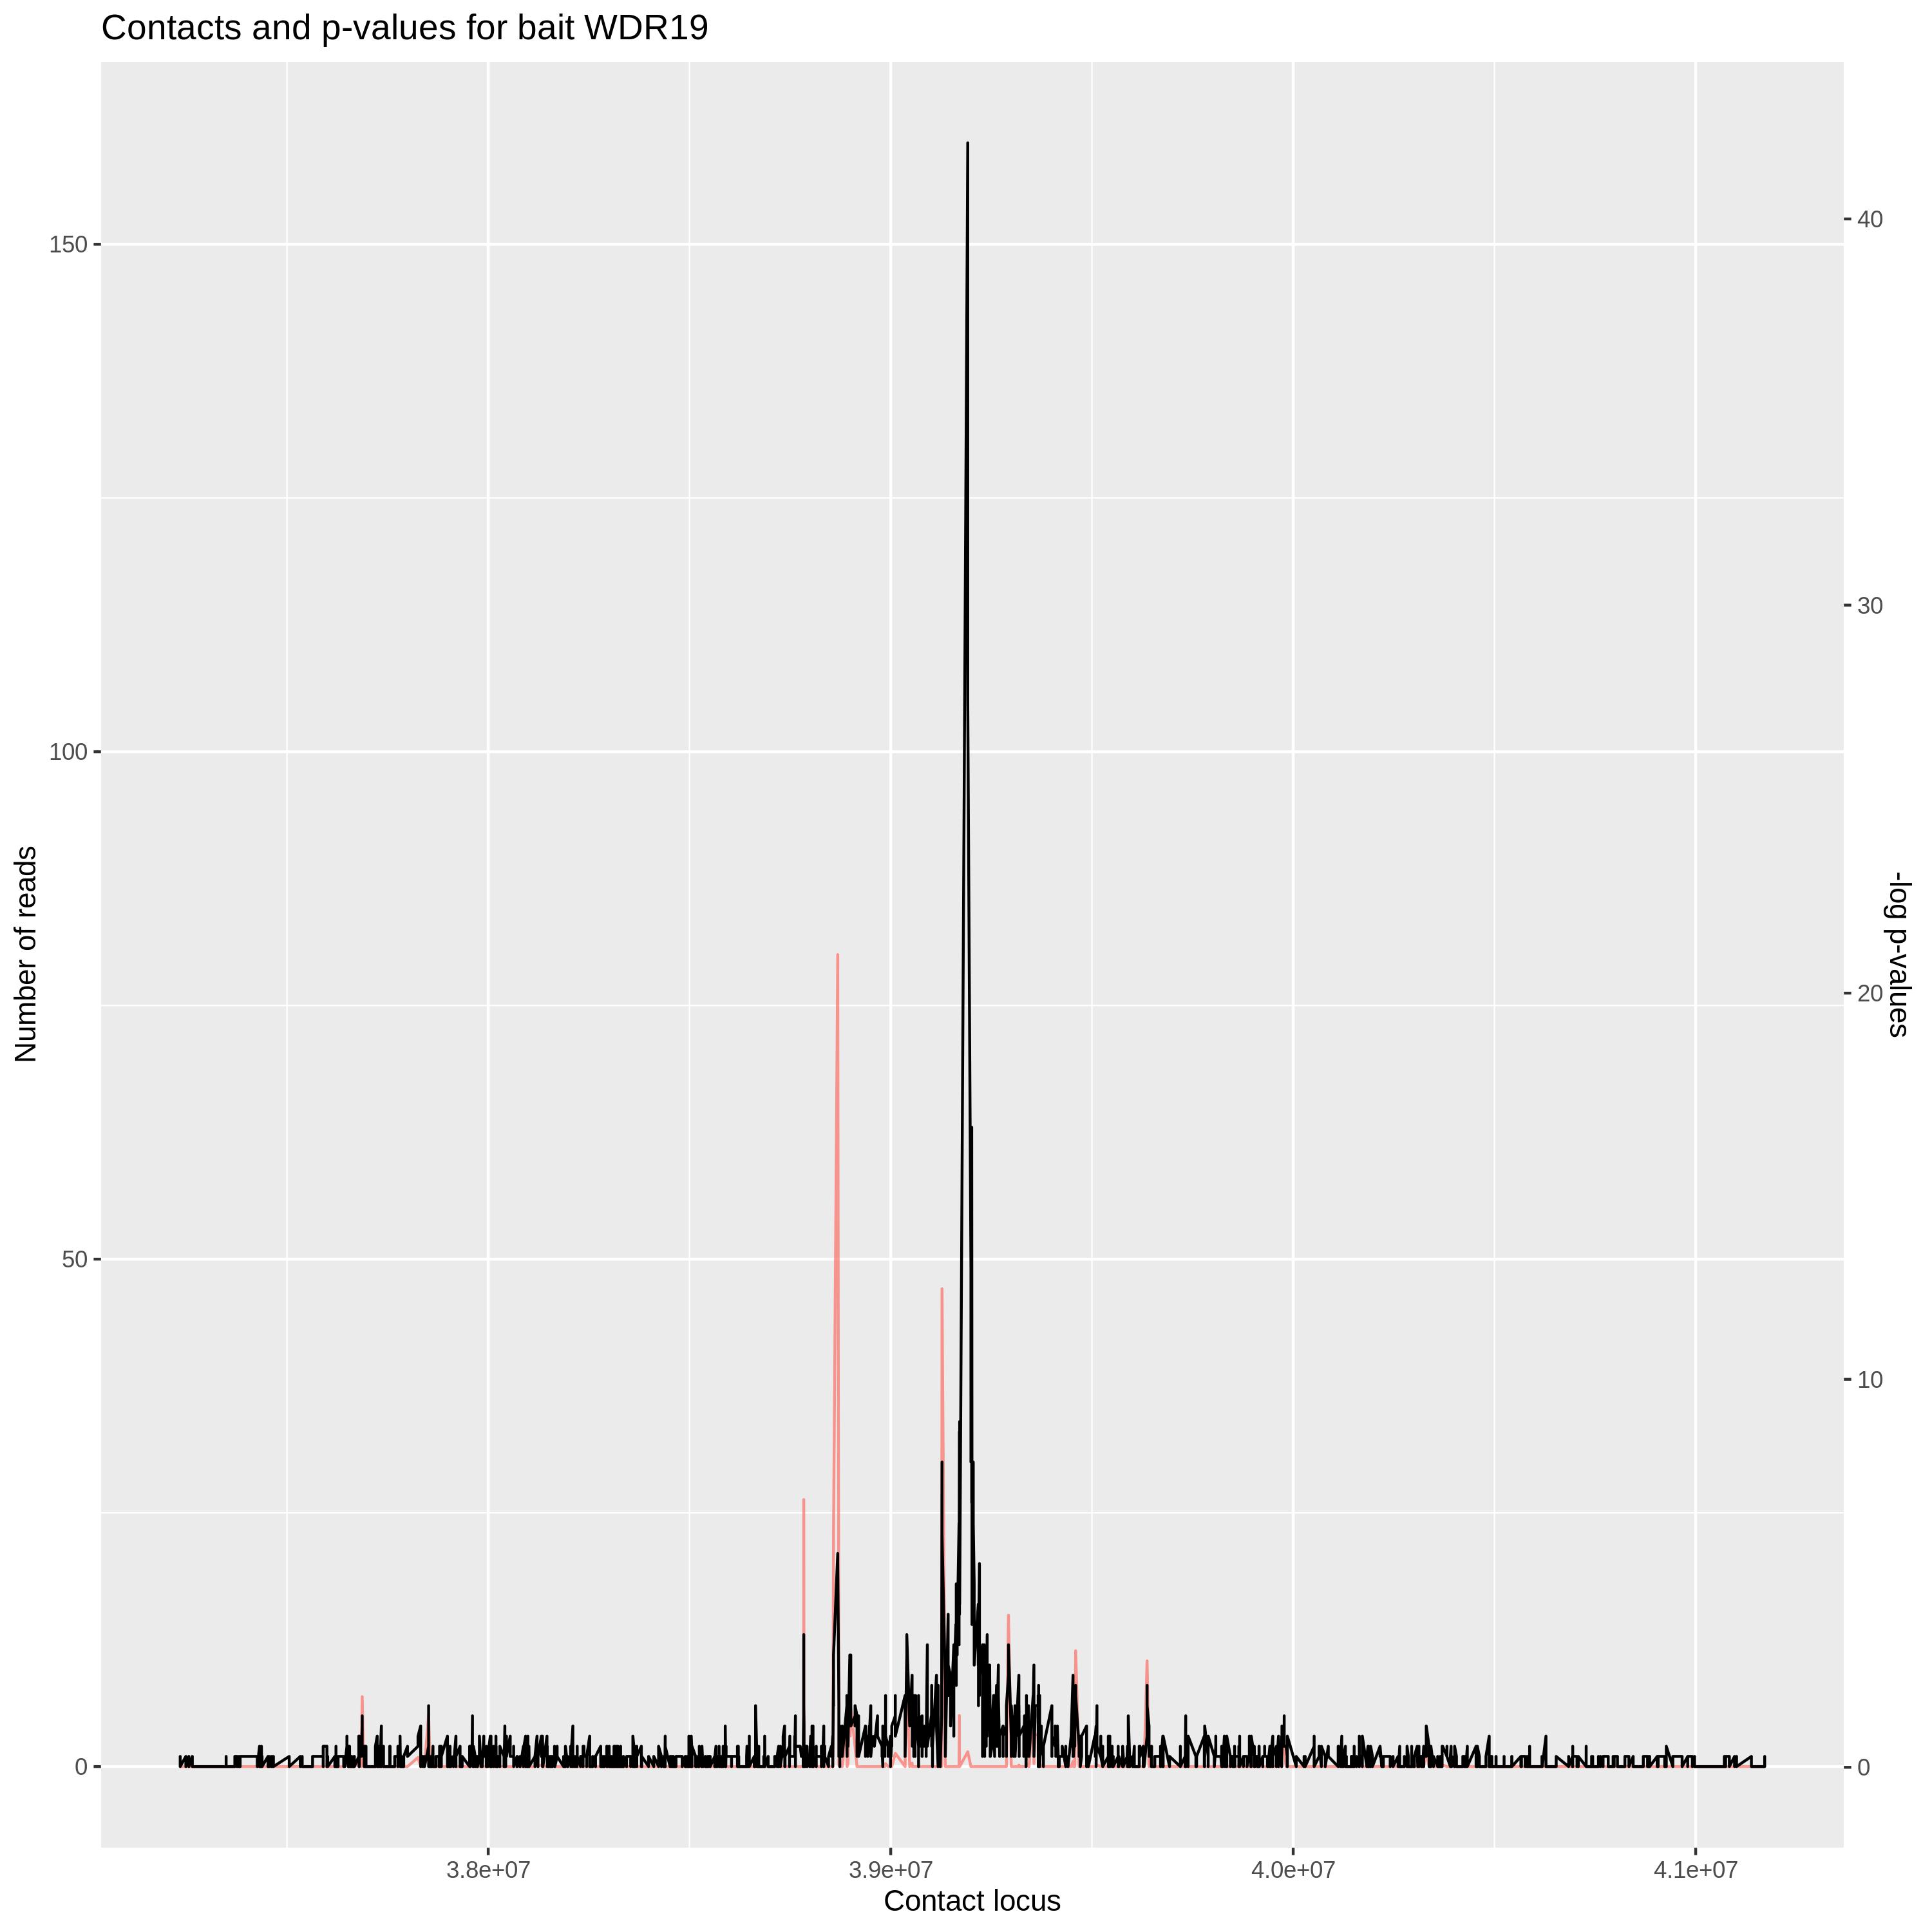 Contacts and p-values for bait WDR19
150
100
50
0
Number of reads
40
30
20
10
0
-log p-values
3.8e+07
3.9e+07
4.0e+07
4.1e+07
Contact locus